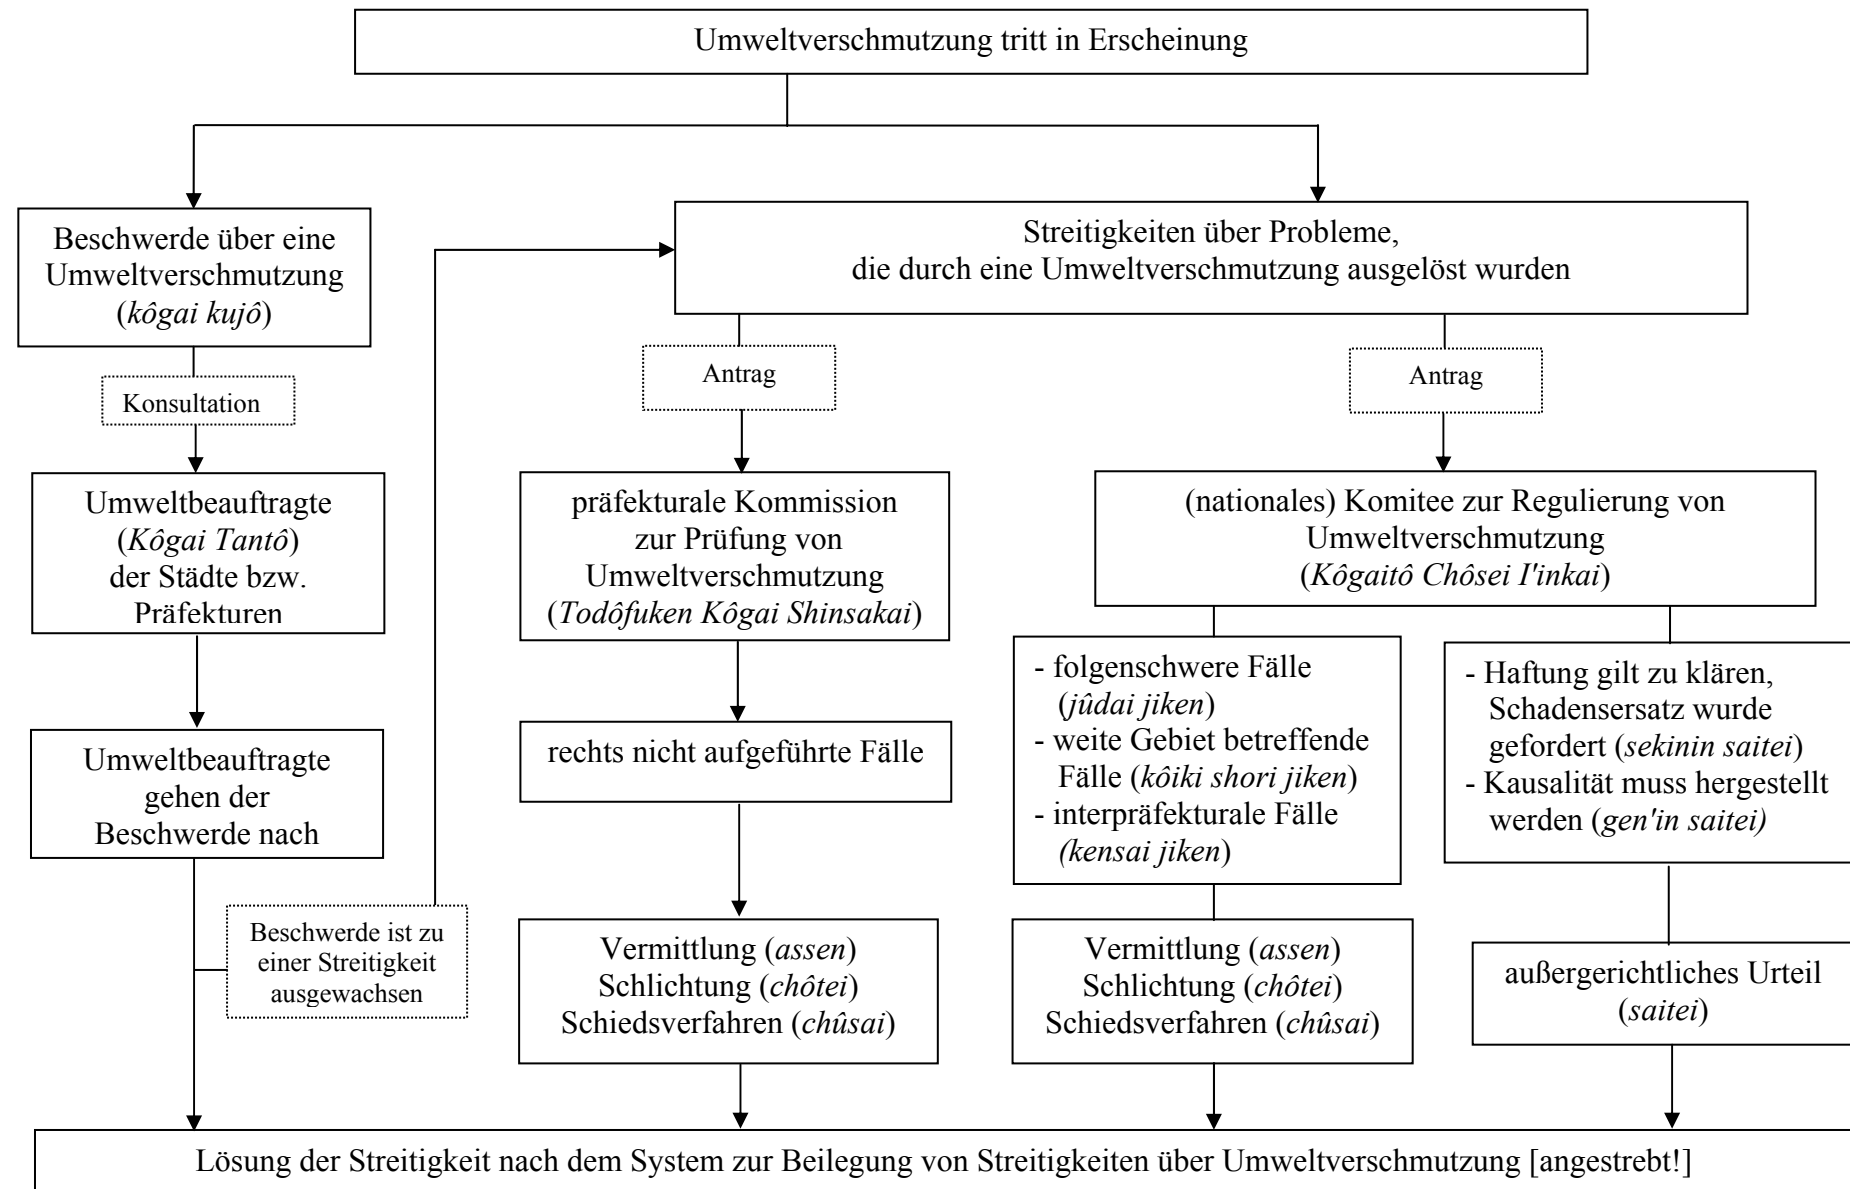 Umweltverschmutzung tritt in Erscheinung
Beschwerde über eine
Umweltverschmutzung
(kôgai kujô)
Streitigkeiten über Probleme,
die durch eine Umweltverschmutzung ausgelöst wurden
Konsultation
Antrag
Antrag
Umweltbeauftragte
(Kôgai Tantô)
der Städte bzw.
Präfekturen
präfekturale Kommission
zur Prüfung von
Umweltverschmutzung
(Todôfuken Kôgai Shinsakai)
(nationales) Komitee zur Regulierung von
Umweltverschmutzung
(Kôgaitô Chôsei I'inkai)
Umweltbeauftragte
gehen der
Beschwerde nach
rechts nicht aufgeführte Fälle
- folgenschwere Fälle
(jûdai jiken)
- weite Gebiet betreffende
Fälle (kôiki shori jiken)
- interpräfekturale Fälle
(kensai jiken)
- Haftung gilt zu klären,
Schadensersatz wurde
gefordert (sekinin saitei)
- Kausalität muss hergestellt
werden (gen'in saitei)
Beschwerde ist zu
einer Streitigkeit
ausgewachsen
Vermittlung (assen)
Schlichtung (chôtei)
Schiedsverfahren (chûsai)
Vermittlung (assen)
Schlichtung (chôtei)
Schiedsverfahren (chûsai)
außergerichtliches Urteil
(saitei)
Lösung der Streitigkeit nach dem System zur Beilegung von Streitigkeiten über Umweltverschmutzung [angestrebt!]